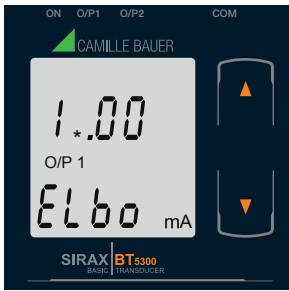 ON O/P1 O/P2 COM
CAMILLE BAUER
1*.00
O/P 1
ELbo mA
SIRAX BT5300
BASIC TRANSDUCER